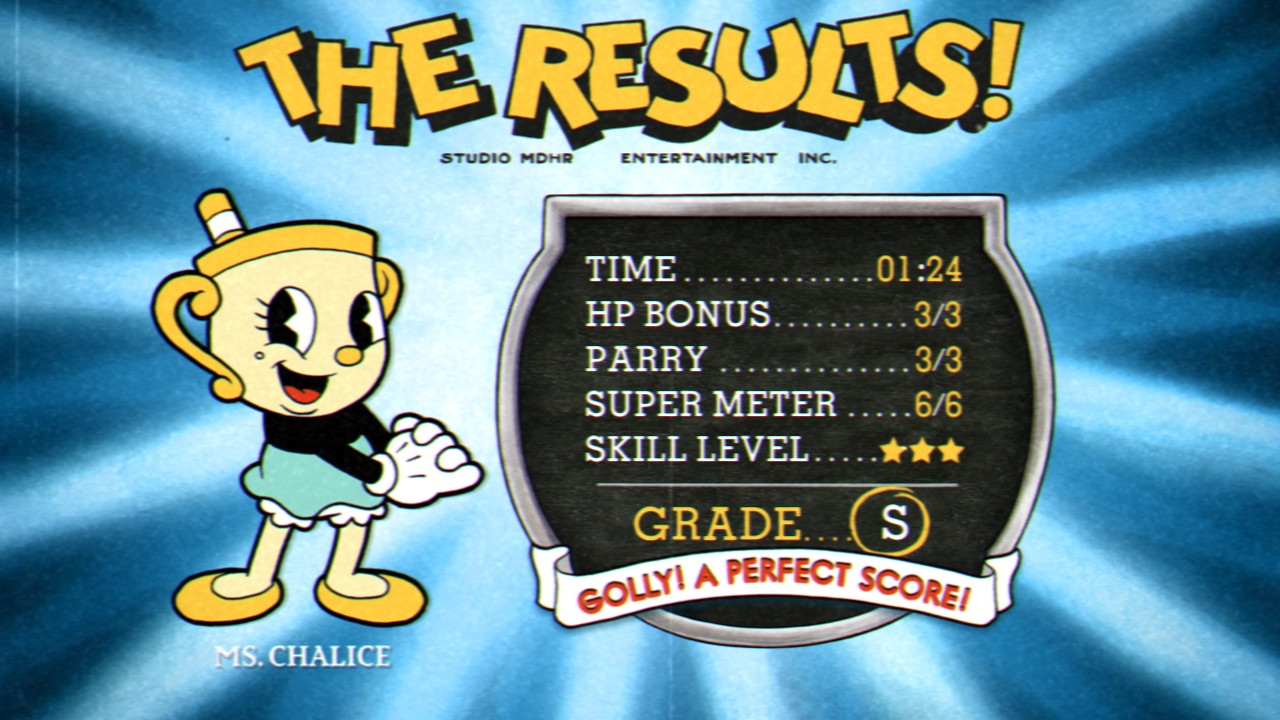 THE RESULTS!
STUDIO MDHR ENTERTAINMENT INC.
TIME...............01:24
HP BONUS..........3/3
PARRY ..............3/3
SUPER METER .....6/6
SKILL LEVEL.....★★★
GRADE....S
GOLLY! A PERFECT SCORE!
MS. CHALICE